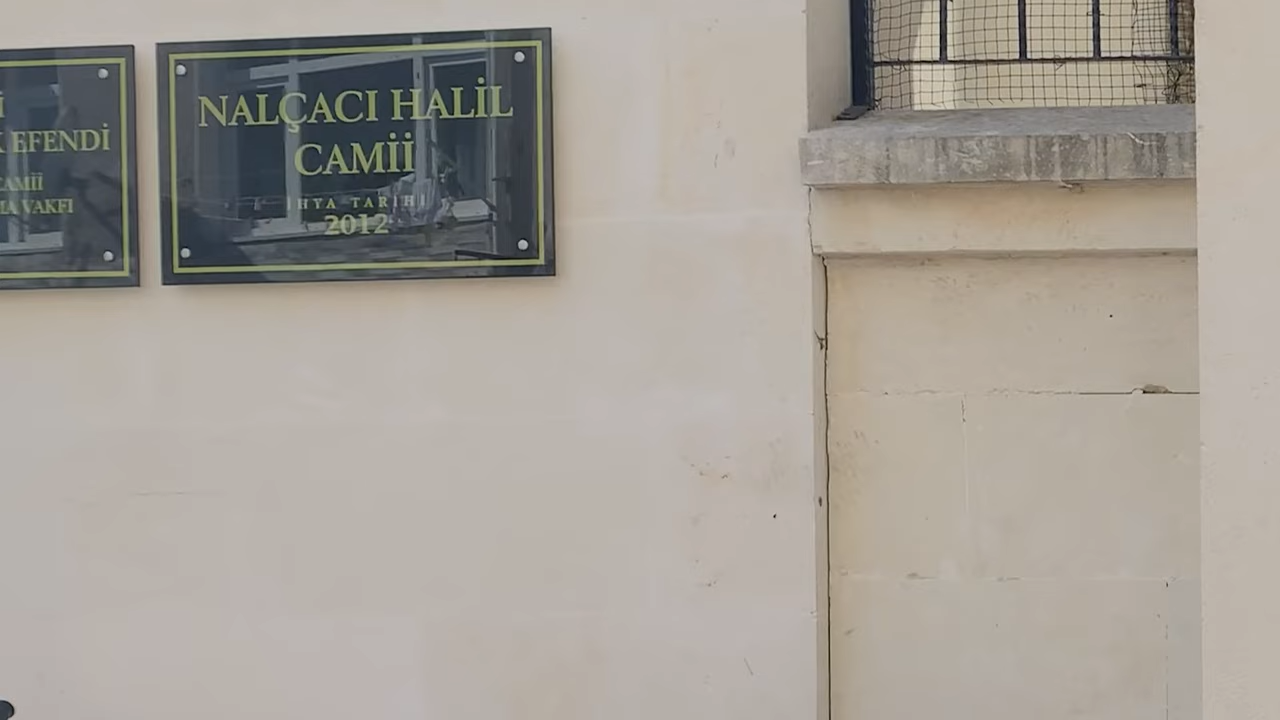 EFENDİ
CAMİİ
VAKFI
NALÇACI HALİL
CAMİİ
İHYA TARİHİ
2012